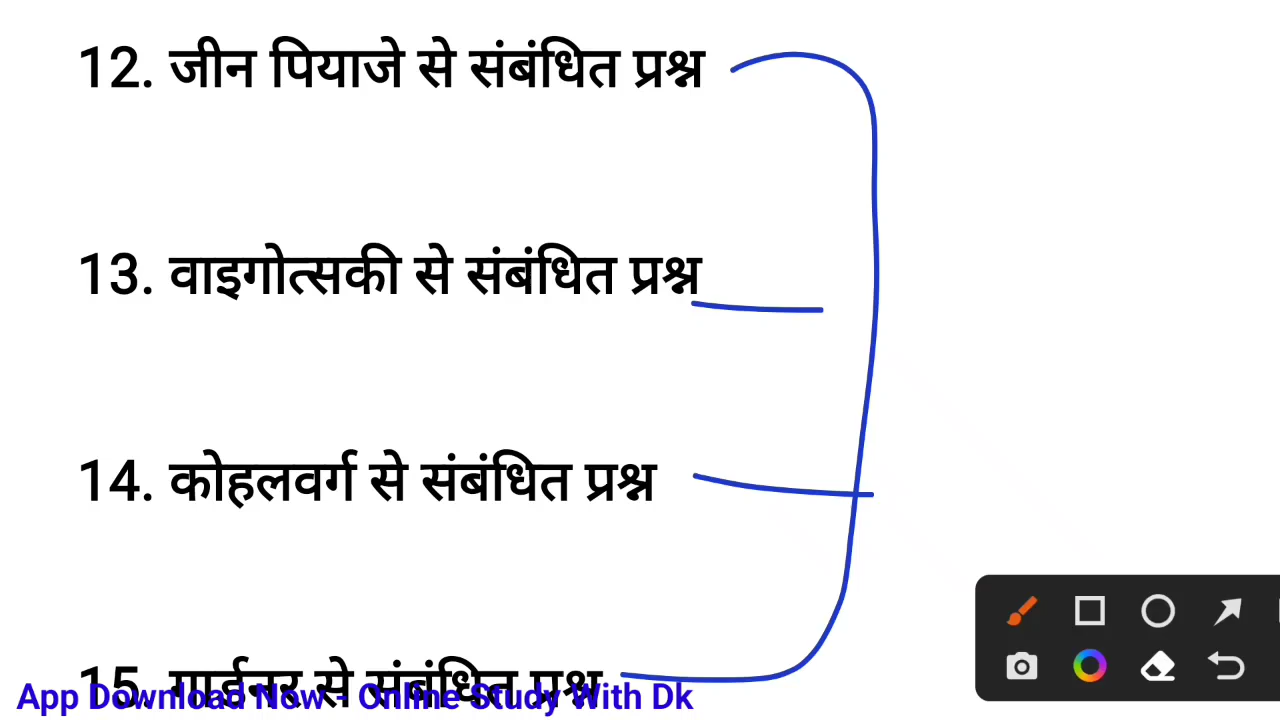 12. जीन पियाजे से संबंधित प्रश्न
13. वाइगोत्सकी से संबंधित प्रश्न
14. कोहलवर्ग से संबंधित प्रश्न
15. गार्डनर से संबंधित प्रश्न
App Download Now - Online Study With Dk